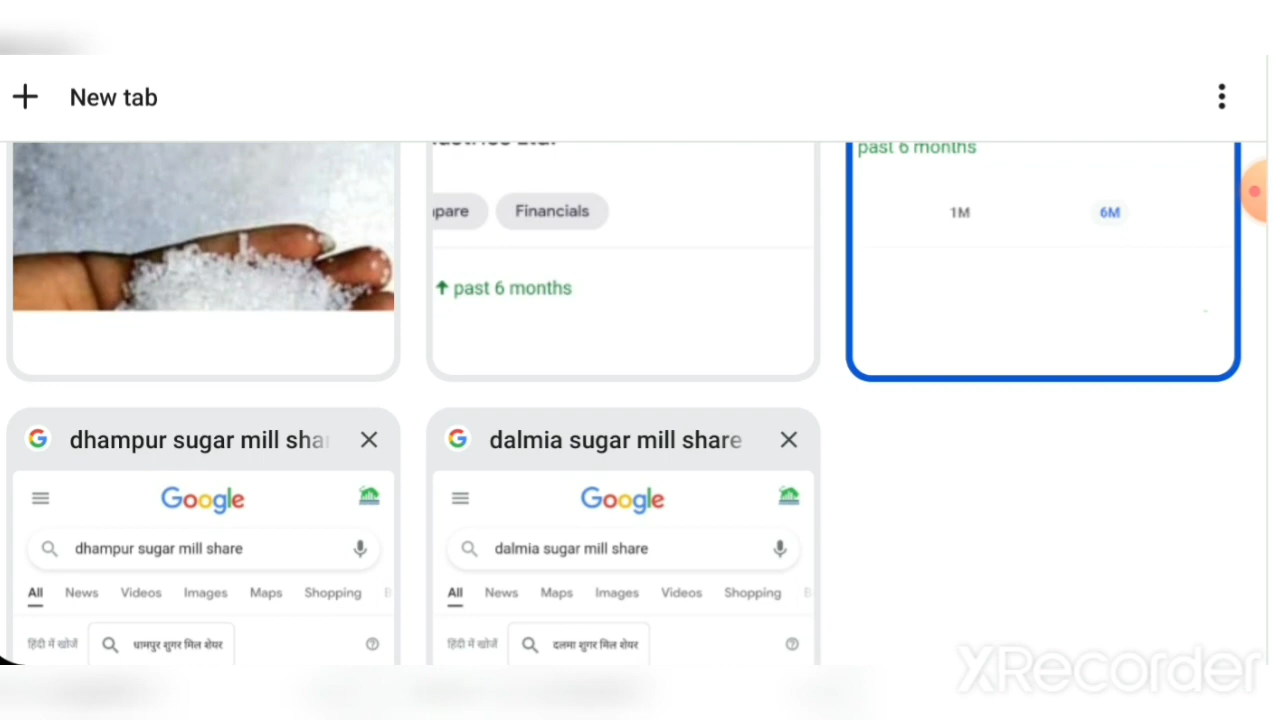 New tab
past 6 months
Financials
1M 6M
past 6 months
dhampur sugar mill
dalmia sugar mill share
Google
Google
dhampur sugar mill share
dalmia sugar mill share
All News Videos Images Maps Shopping
All News Maps Images Videos Shopping
हिंदी में खोजें धामपुर शुगर मिल शेयर
हिंदी में खोजें दलमा शुगर मिल शेयर
XRecorder